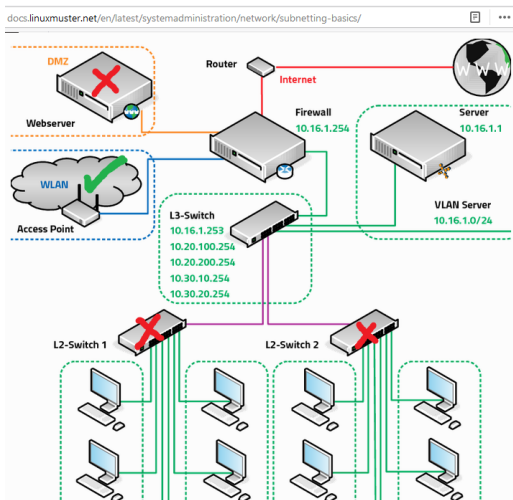 docs.linuxmuster.net/en/latest/systemadministration/network/subnetting-basics/
DMZ
Webserver
Router
Internet
WWW
Firewall
10.16.1.254
Server
10.16.1.1
WLAN
Access Point
VLAN Server
10.16.1.0/24
L3-Switch
10.16.1.253
10.20.100.254
10.20.200.254
10.30.10.254
10.30.20.254
L2-Switch 1
L2-Switch 2